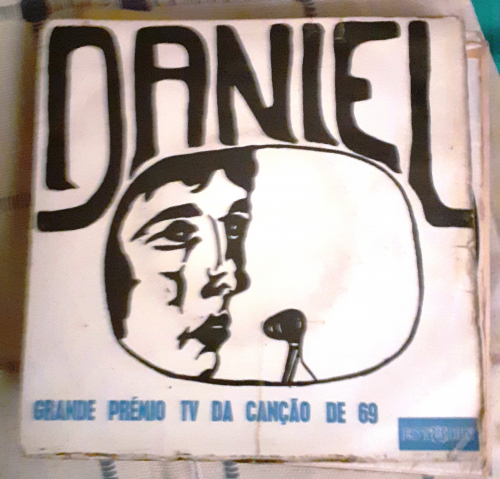 DANIEL
GRANDE PRÉMIO TV DA CANÇÃO DE 69